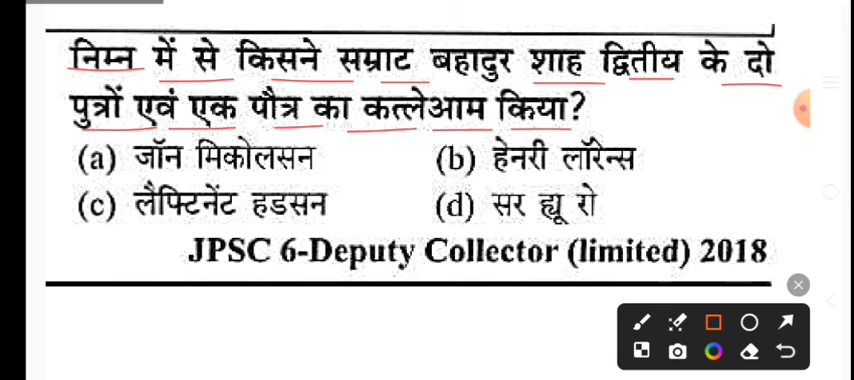 निम्न में से किसने सम्राट बहादुर शाह द्वितीय के दो
पुत्रों एवं एक पौत्र का कत्लेआम किया?
(a) जॉन मिकोलसन (b) हेनरी लॉरेन्स
(c) लैफ्टिनेंट हडसन (d) सर ह्यू रो
JPSC 6-Deputy Collector (limited) 2018